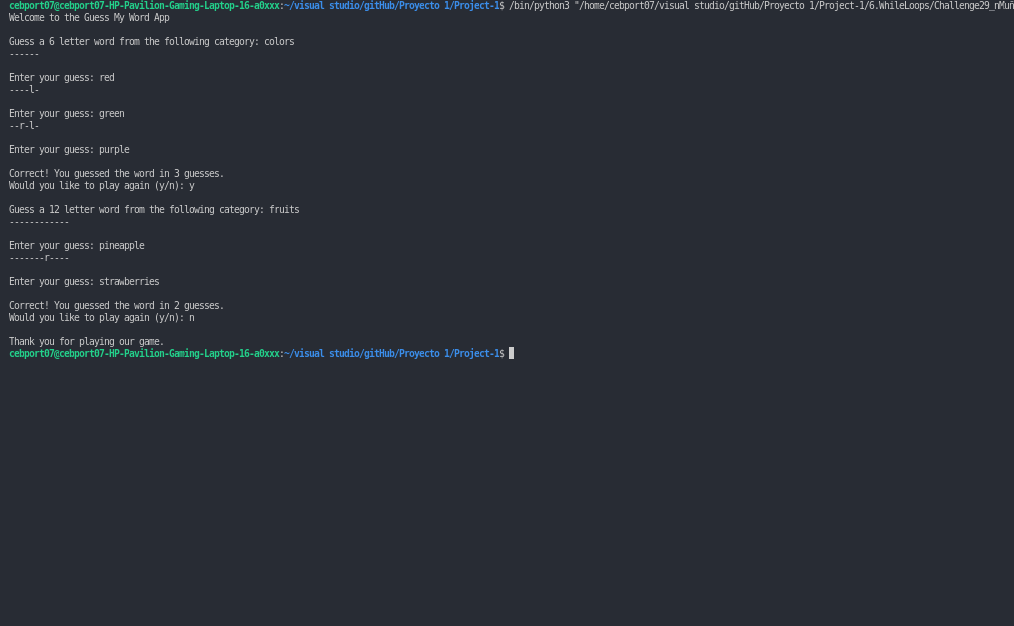 cebport07@cebport07-HP-Pavilion-Gaming-Laptop-16-a0xxx:~/visual studio/gitHub/Proyecto 1/Project-1$ /bin/python3 "/home/cebport07/visual studio/gitHub/Proyecto 1/Project-1/6.WhileLoops/Challenge29_nMuñ
Welcome to the Guess My Word App
Guess a 6 letter word from the following category: colors
------
Enter your guess: red
----l-
Enter your guess: green
--r-l-
Enter your guess: purple
Correct! You guessed the word in 3 guesses.
Would you like to play again (y/n): y
Guess a 12 letter word from the following category: fruits
------------
Enter your guess: pineapple
-------r----
Enter your guess: strawberries
Correct! You guessed the word in 2 guesses.
Would you like to play again (y/n): n
Thank you for playing our game.
cebport07@cebport07-HP-Pavilion-Gaming-Laptop-16-a0xxx:~/visual studio/gitHub/Proyecto 1/Project-1$